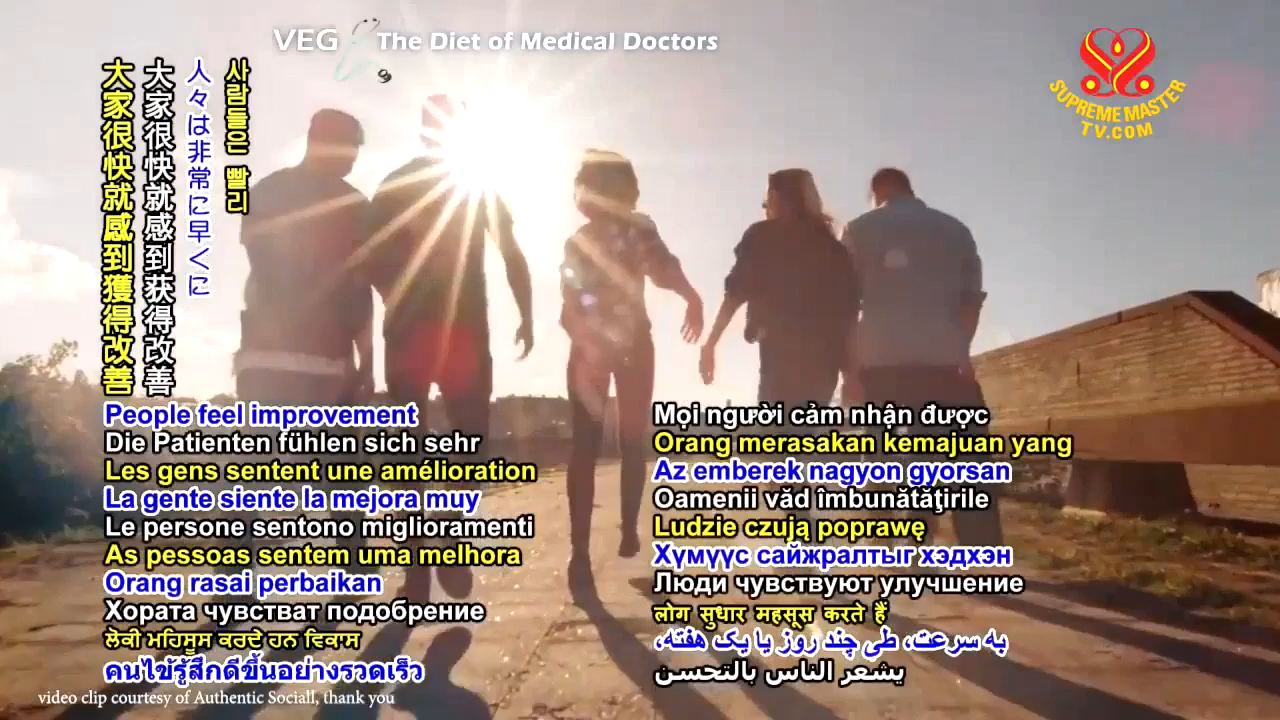 VEG The Diet of Medical Doctors
SUPREME MASTER
TV.COM
大家很快就感到獲得改善
大家很快就感到获得改善
人々は非常に早くに
사람들은 빨리
People feel improvement
Die Patienten fühlen sich sehr
Les gens sentent une amélioration
La gente siente la mejora muy
Le persone sentono miglioramenti
As pessoas sentem uma melhora
Orang rasai perbaikan
Хората чувстват подобрение
ਲੋਕੀ ਮਹਿਸੂਸ ਕਰਦੇ ਹਨ ਵਿਕਾਸ
คนไข้รู้สึกดีขึ้นอย่างรวดเร็ว
Mọi người cảm nhận được
Orang merasakan kemajuan yang
Az emberek nagyon gyorsan
Oamenii văd îmbunătăţirile
Ludzie czują poprawę
Хүмүүс сайжралтыг хэдхэн
Люди чувствуют улучшение
लोग सुधार महसूस करते हैं
به سرعت، طی چند روز یا یک هفته،
يشعر الناس بالتحسن
video clip courtesy of Authentic Sociall, thank you